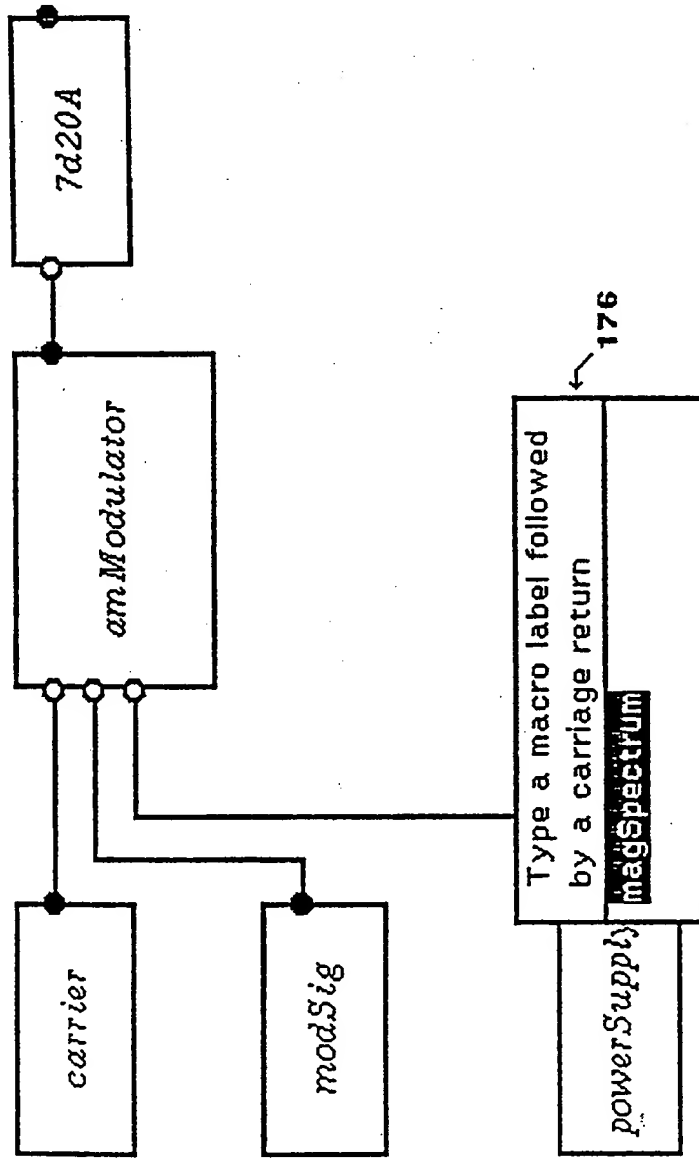 carrier
amModulator
7d20A
modSig
powerSupply
Type a macro label followed
by a carriage return
magSpectrum
176